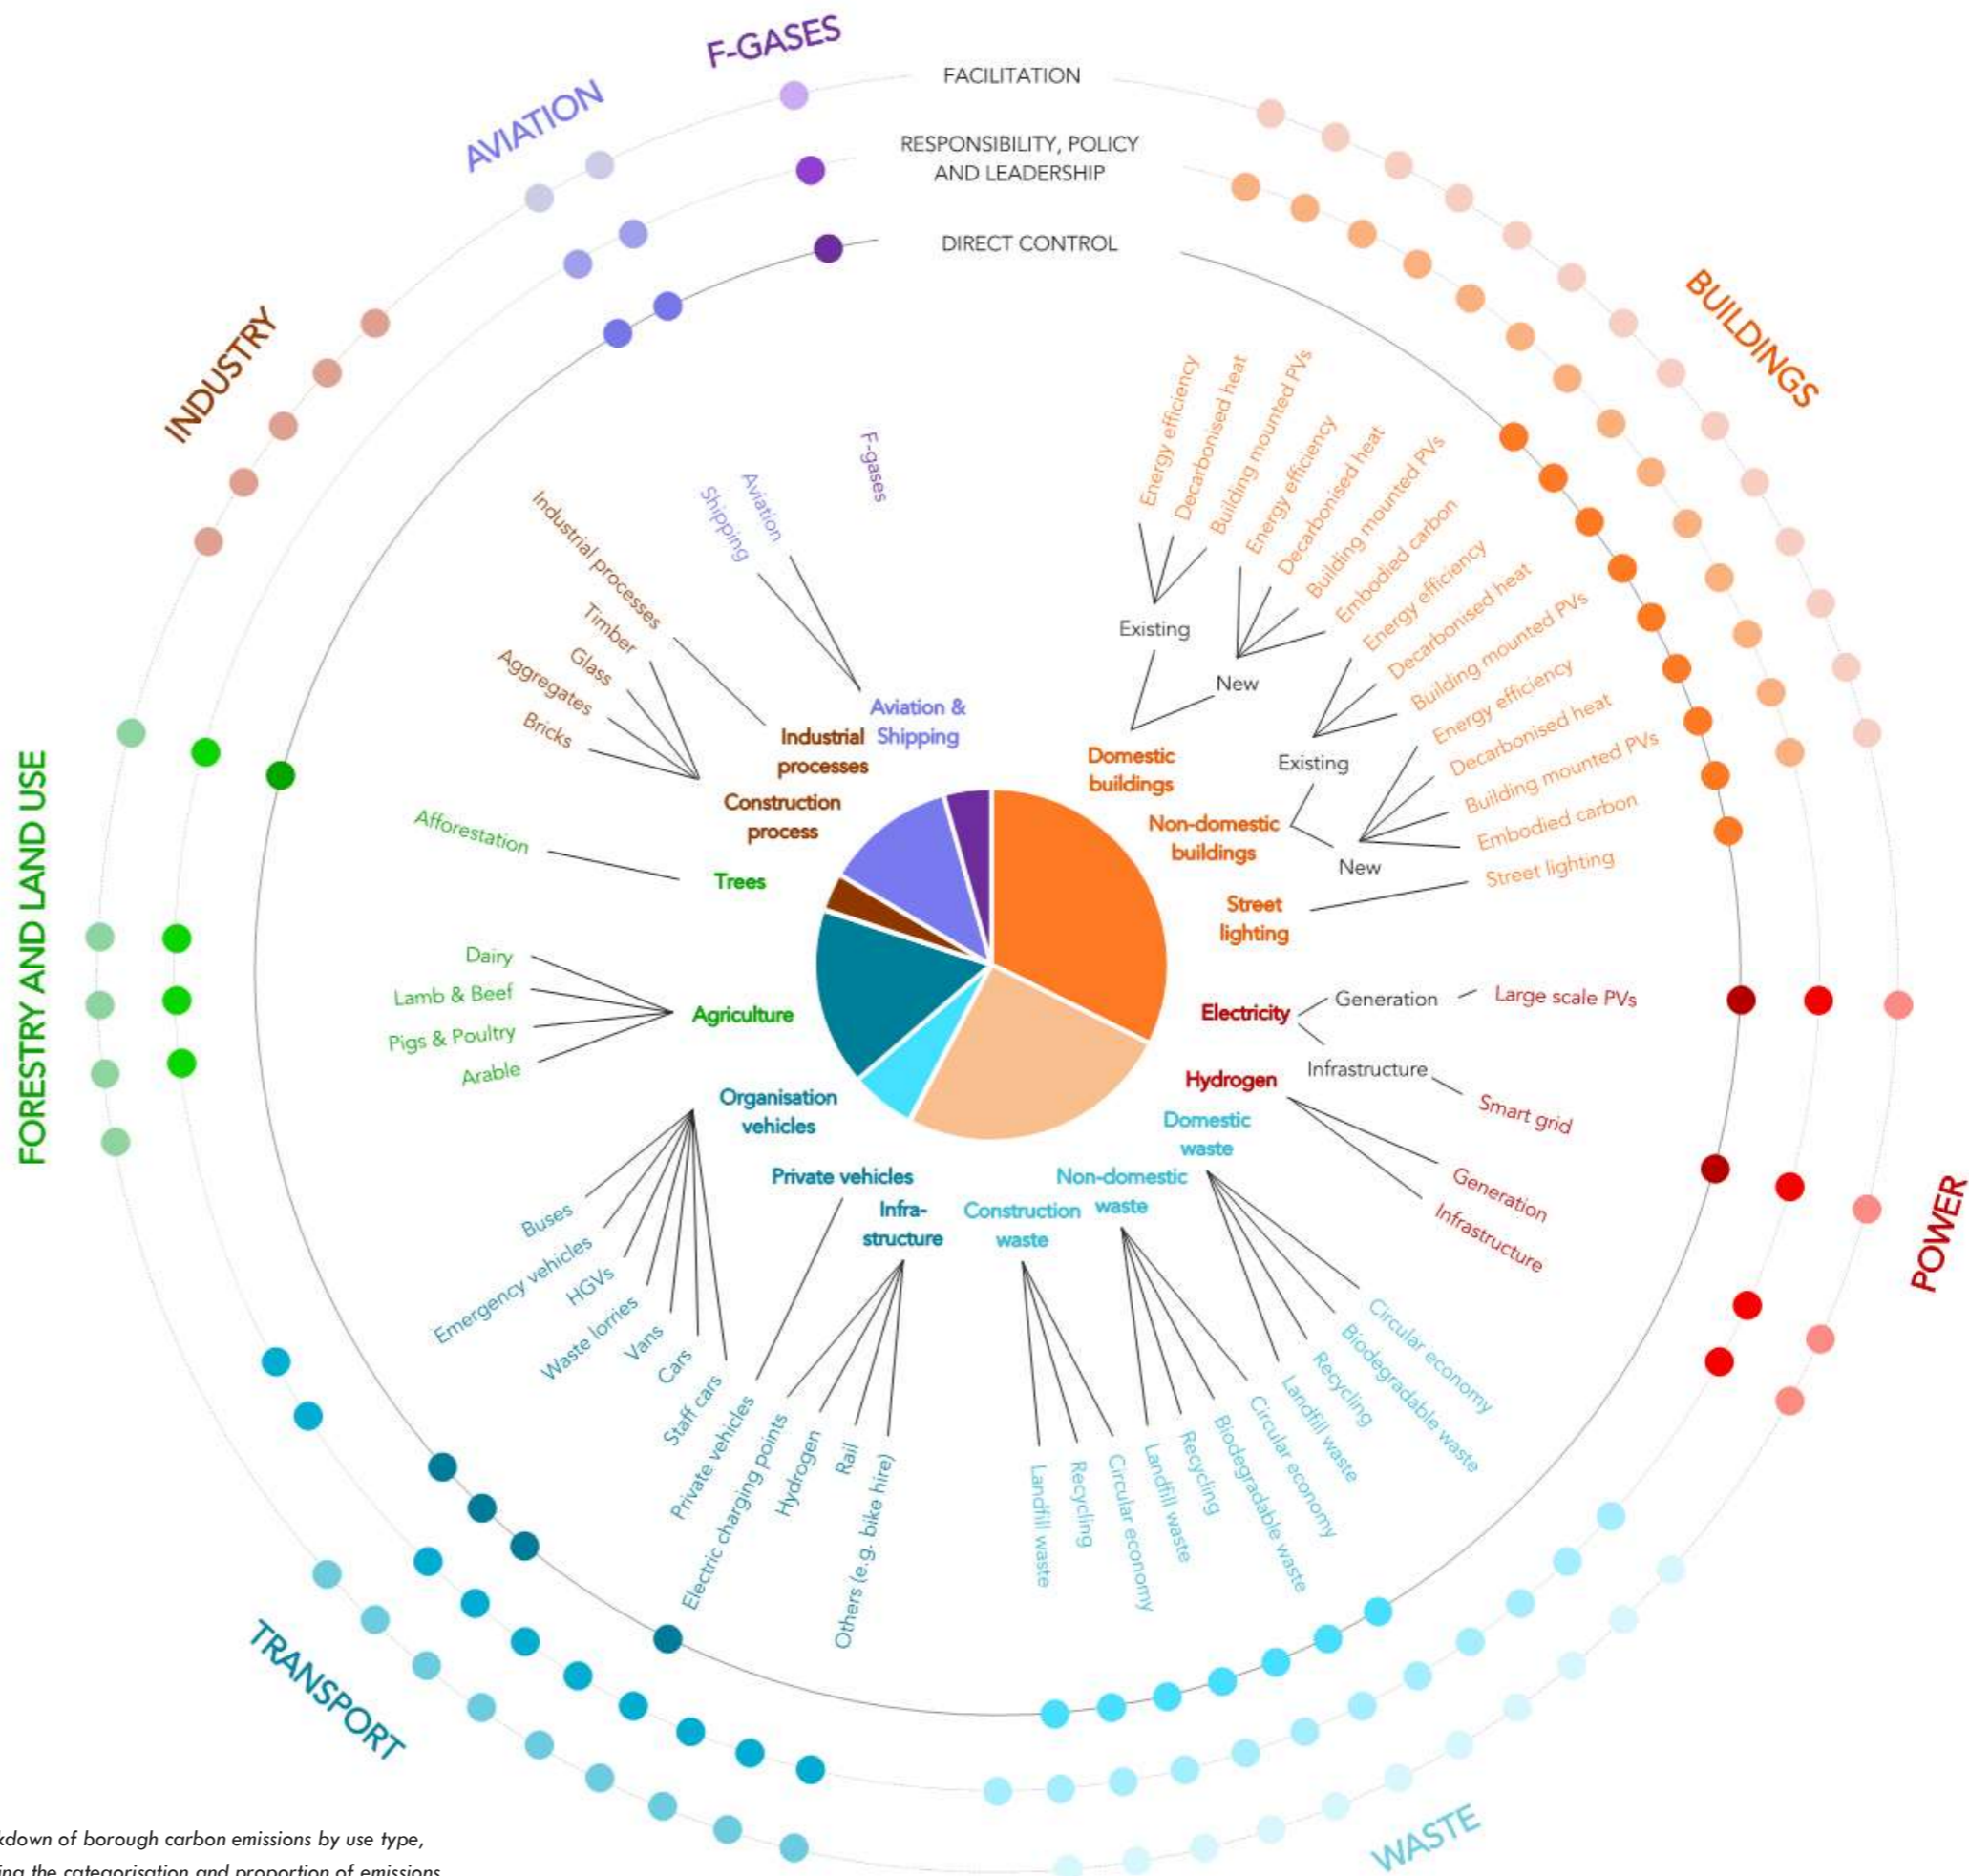 F-GASES
AVIATION
INDUSTRY
FORESTRY AND LAND USE
TRANSPORT
WASTE
POWER
BUILDINGS
FACILITATION
RESPONSIBILITY, POLICY
AND LEADERSHIP
DIRECT CONTROL
Energy efficiency
Decarbonised heat
Building mounted PVs
Energy efficiency
Decarbonised heat
Building mounted PVs
Embodied carbon
Energy efficiency
Decarbonised heat
Building mounted PVs
Energy efficiency
Decarbonised heat
Building mounted PVs
Embodied carbon
Street lighting
Existing
New
Existing
New
Domestic
buildings
Non-domestic
buildings
Street
lighting
Electricity
Generation
Large scale PVs
Infrastructure
Smart grid
Hydrogen
Generation
Infrastructure
Domestic
waste
Circular economy
Biodegradable waste
Recycling
Landfill waste
Non-domestic
waste
Circular economy
Biodegradable waste
Recycling
Landfill waste
Construction
waste
Circular economy
Recycling
Landfill waste
Infra-
structure
Others (e.g. bike hire)
Rail
Hydrogen
Electric charging points
Private vehicles
Private vehicles
Organisation
vehicles
Staff cars
Cars
Vans
Waste lorries
HGVs
Emergency vehicles
Buses
Agriculture
Arable
Pigs & Poultry
Lamb & Beef
Dairy
Trees
Afforestation
Construction
process
Bricks
Aggregates
Glass
Timber
Industrial
processes
Industrial processes
Aviation &
Shipping
Shipping
Aviation
F-gases
kdown of borough carbon emissions by use type,
ing the categorisation and proportion of emissions